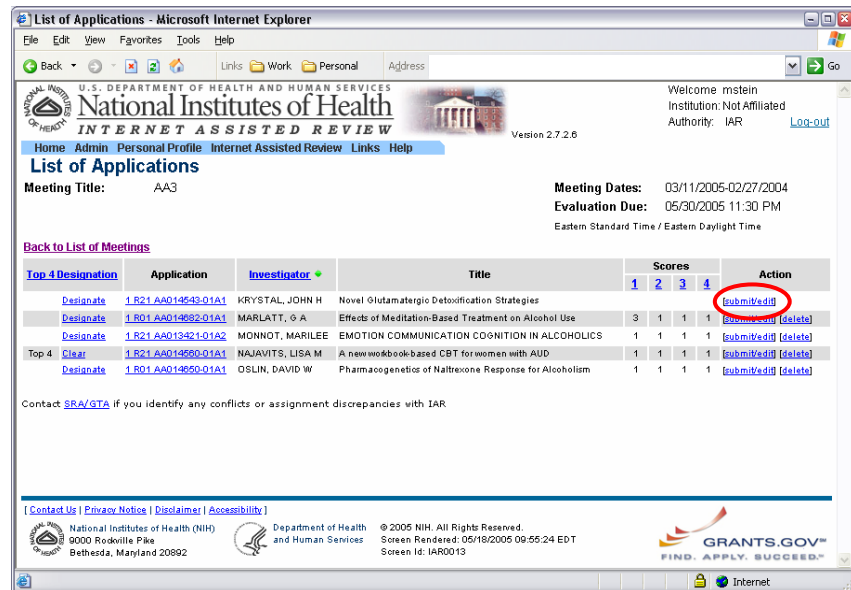 List of Applications - Microsoft Internet Explorer
File Edit View Favorites Tools Help
Back Links Work Personal Address Go
U.S. DEPARTMENT OF HEALTH AND HUMAN SERVICES
National Institutes of Health
INTERNET ASSISTED REVIEW
Version 2.7.2.6
Welcome mstein
Institution: Not Affiliated
Authority: IAR Log-out
Home Admin Personal Profile Internet Assisted Review Links Help
List of Applications
Meeting Title: AA3 Meeting Dates: 03/11/2005-02/27/2004
Evaluation Due: 05/30/2005 11:30 PM
Eastern Standard Time / Eastern Daylight Time
Back to List of Meetings
Top 4 Designation Application Investigator Title Scores Action
1 2 3 4
Designate 1 R21 AA014543-01A1 KRYSTAL, JOHN H Novel Glutamatergic Detoxification Strategies [submit/edit]
Designate 1 R01 AA014682-01A1 MARLATT, G A Effects of Meditation-Based Treatment on Alcohol Use 3 1 1 1 [submit/edit] [delete]
Designate 1 R21 AA013421-01A2 MONNOT, MARILEE EMOTION COMMUNICATION COGNITION IN ALCOHOLICS 1 1 1 1 [submit/edit] [delete]
Top 4 Clear 1 R21 AA014560-01A1 NAJAVITS, LISA M A new workbook-based CBT for women with AUD 1 1 1 1 [submit/edit] [delete]
Designate 1 R01 AA014650-01A1 OSLIN, DAVID W Pharmacogenetics of Naltrexone Response for Alcoholism 1 1 1 1 [submit/edit] [delete]
Contact SRA/GTA if you identify any conflicts or assignment discrepancies with IAR
[ Contact Us | Privacy Notice | Disclaimer | Accessibility ]
National Institutes of Health (NIH)
9000 Rockville Pike
Bethesda, Maryland 20892
Department of Health
and Human Services
© 2005 NIH. All Rights Reserved.
Screen Rendered: 05/18/2005 09:55:24 EDT
Screen Id: IAR0013
GRANTS.GOV℠
FIND. APPLY. SUCCEED.℠
Internet